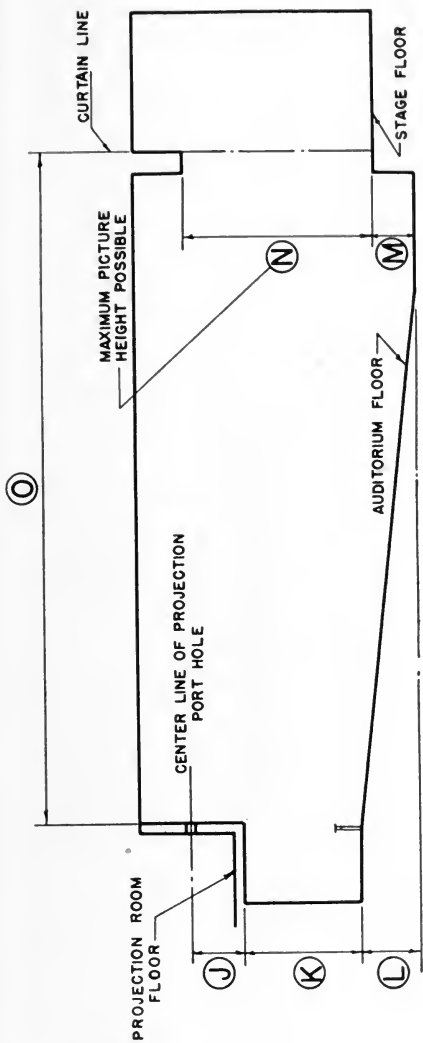 CURTAIN LINE
O
MAXIMUM PICTURE
HEIGHT POSSIBLE
N
STAGE FLOOR
M
CENTER LINE OF PROJECTION
PORT HOLE
AUDITORIUM FLOOR
PROJECTION ROOM
FLOOR
J
K
L